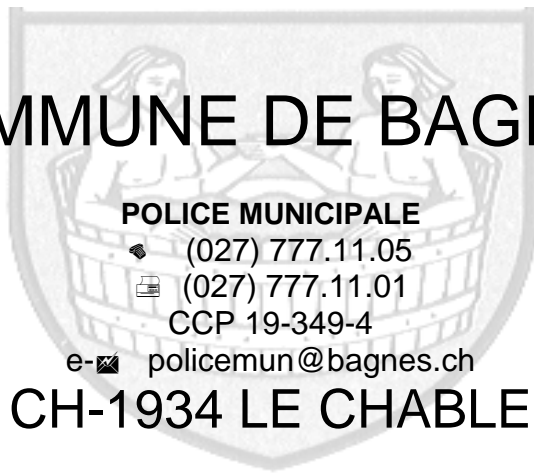 MMUNE DE BAG
POLICE MUNICIPALE
(027) 777.11.05
(027) 777.11.01
CCP 19-349-4
e- policemun@bagnes.ch
CH-1934 LE CHABLE